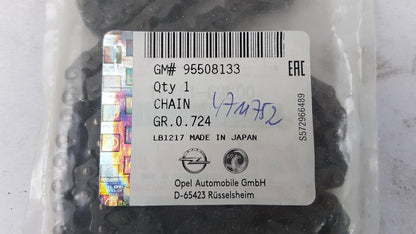 GM# 95508133
EAC
Qty 1
CHAIN
GR.0.724
LB1217 MADE IN JAPAN
S572966489
Opel Automobile GmbH
D-65423 Rüsselsheim